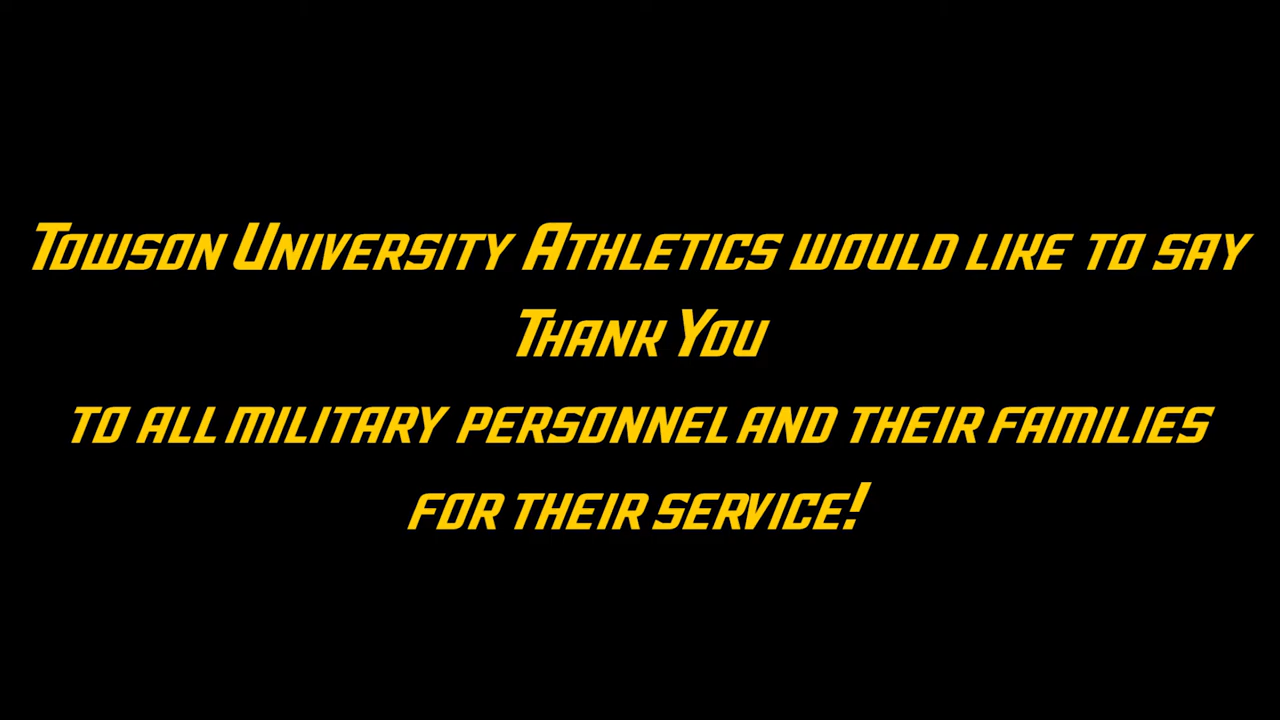 Towson University Athletics would like to say
Thank You
to all military personnel and their families
for their service!